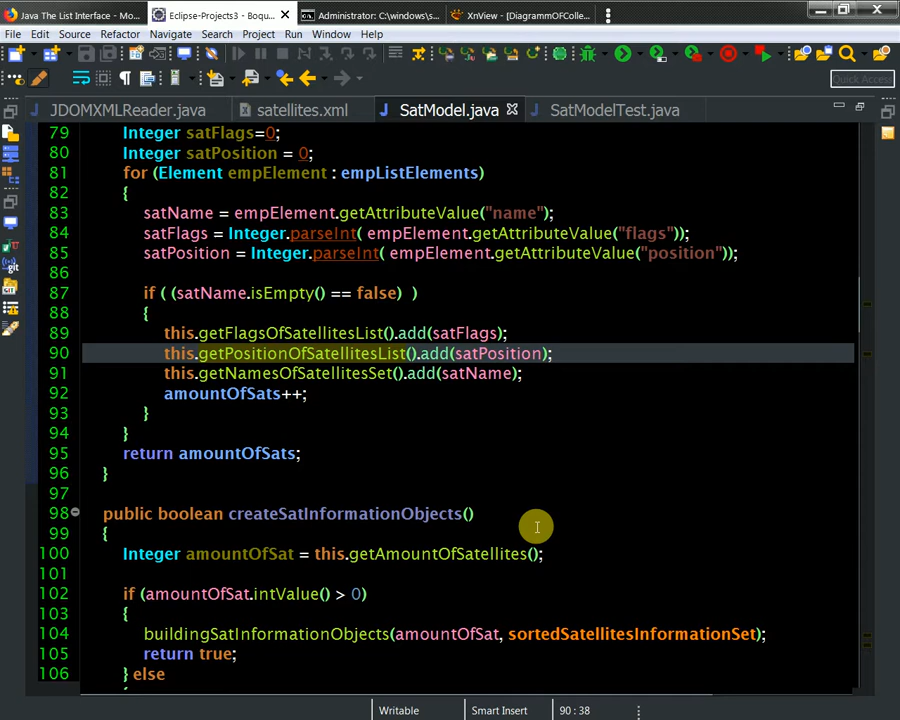 Java The List Interface - Mo...
Eclipse-Projects3 - Boqu...
Administrator: C:\windows\s...
XnView - [DiagrammOfColle...
File Edit Source Refactor Navigate Search Project Run Window Help
Quick Access
JDOMXMLReader.java satellites.xml SatModel.java SatModelTest.java
79 Integer satFlags=0;
80 Integer satPosition = 0;
81 for (Element empElement : empListElements)
82 {
83 satName = empElement.getAttributeValue("name");
84 satFlags = Integer.parseInt( empElement.getAttributeValue("flags"));
85 satPosition = Integer.parseInt( empElement.getAttributeValue("position"));
86
87 if ( (satName.isEmpty() == false) )
88 {
89 this.getFlagsOfSatellitesList().add(satFlags);
90 this.getPositionOfSatellitesList().add(satPosition);
91 this.getNamesOfSatellitesSet().add(satName);
92 amountOfSats++;
93 }
94 }
95 return amountOfSats;
96 }
97
98 public boolean createSatInformationObjects()
99 {
100 Integer amountOfSat = this.getAmountOfSatellites();
101
102 if (amountOfSat.intValue() > 0)
103 {
104 buildingSatInformationObjects(amountOfSat, sortedSatellitesInformationSet);
105 return true;
106 } else
Writable Smart Insert 90 : 38